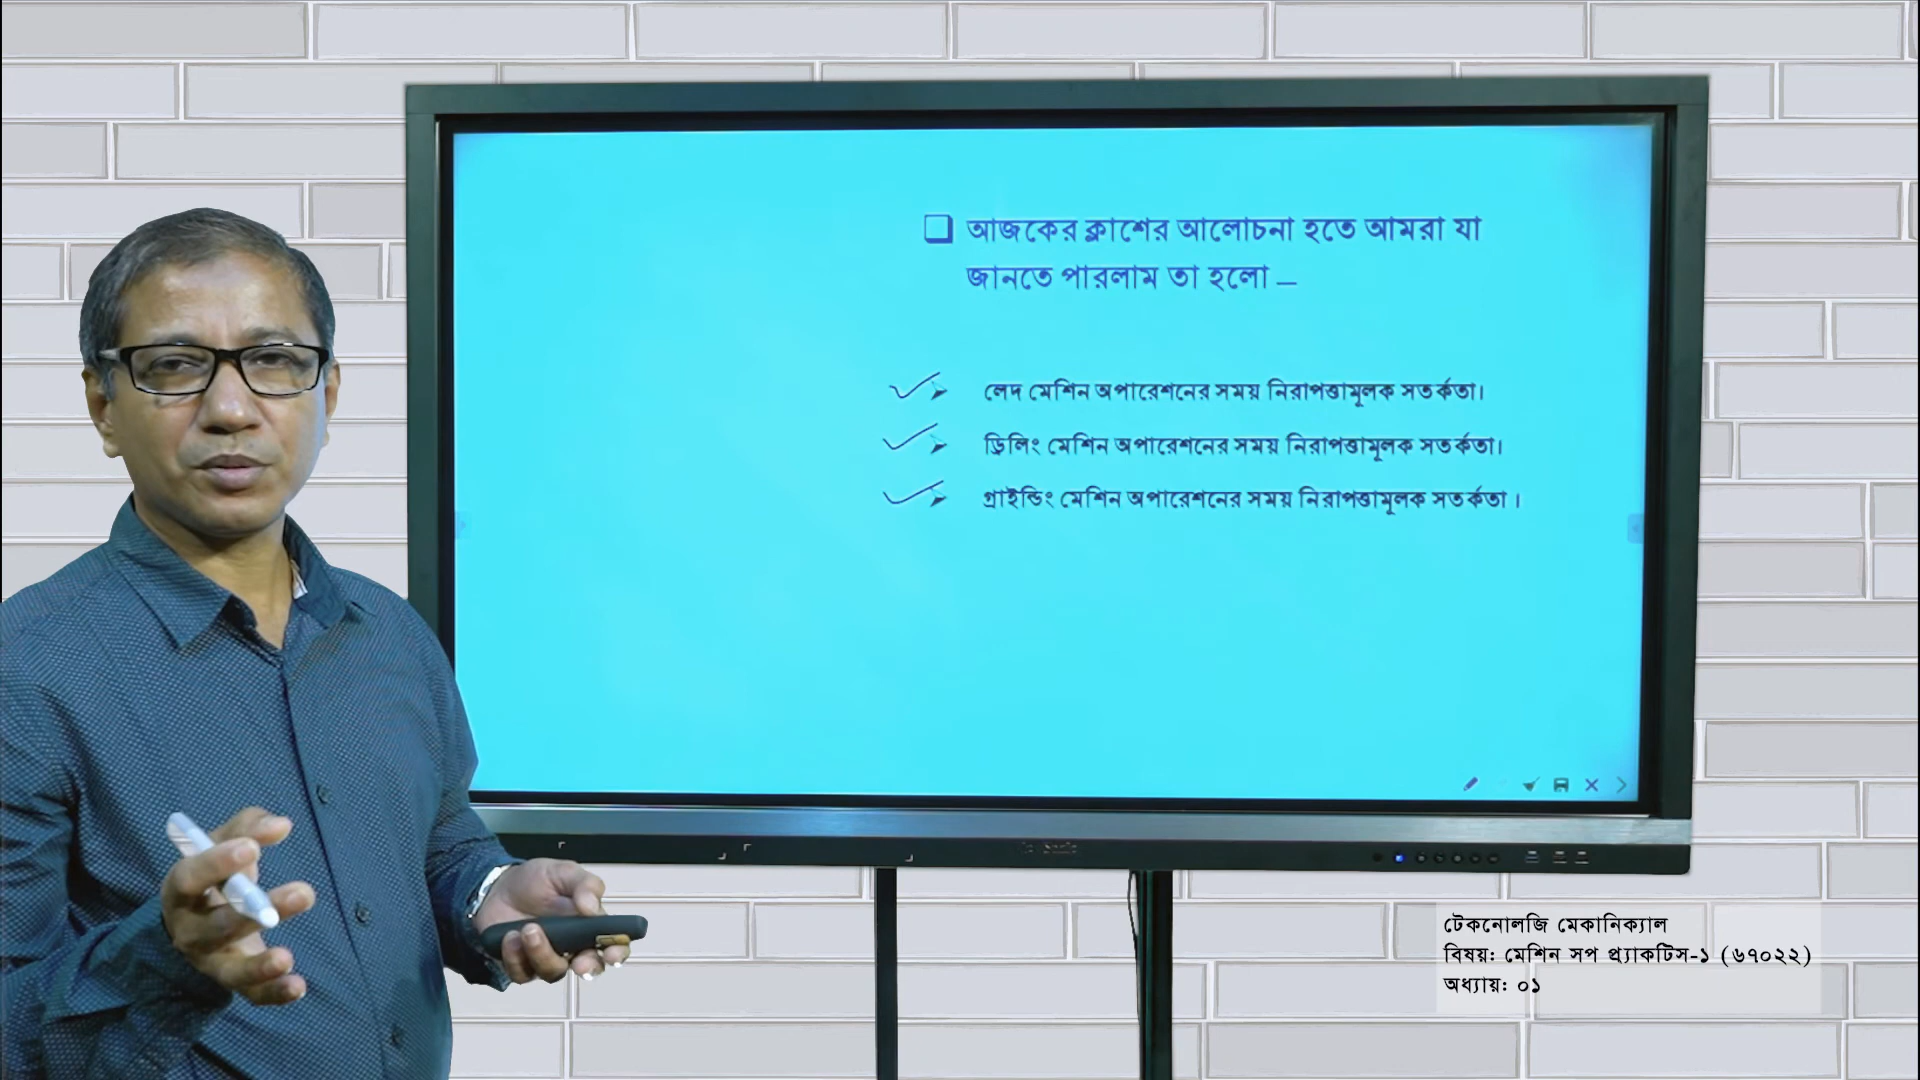 আজকের ক্লাশের আলোচনা হতে আমরা যা
জানতে পারলাম তা হলো –
লেদ মেশিন অপারেশনের সময় নিরাপত্তামূলক সতর্কতা।
ড্রিলিং মেশিন অপারেশনের সময় নিরাপত্তামূলক সতর্কতা।
গ্রাইন্ডিং মেশিন অপারেশনের সময় নিরাপত্তামূলক সতর্কতা ।
টেকনোলজি মেকানিক্যাল
বিষয়: মেশিন সপ প্র্যাকটিস-১ (৬৭০২২)
অধ্যায়: ০১